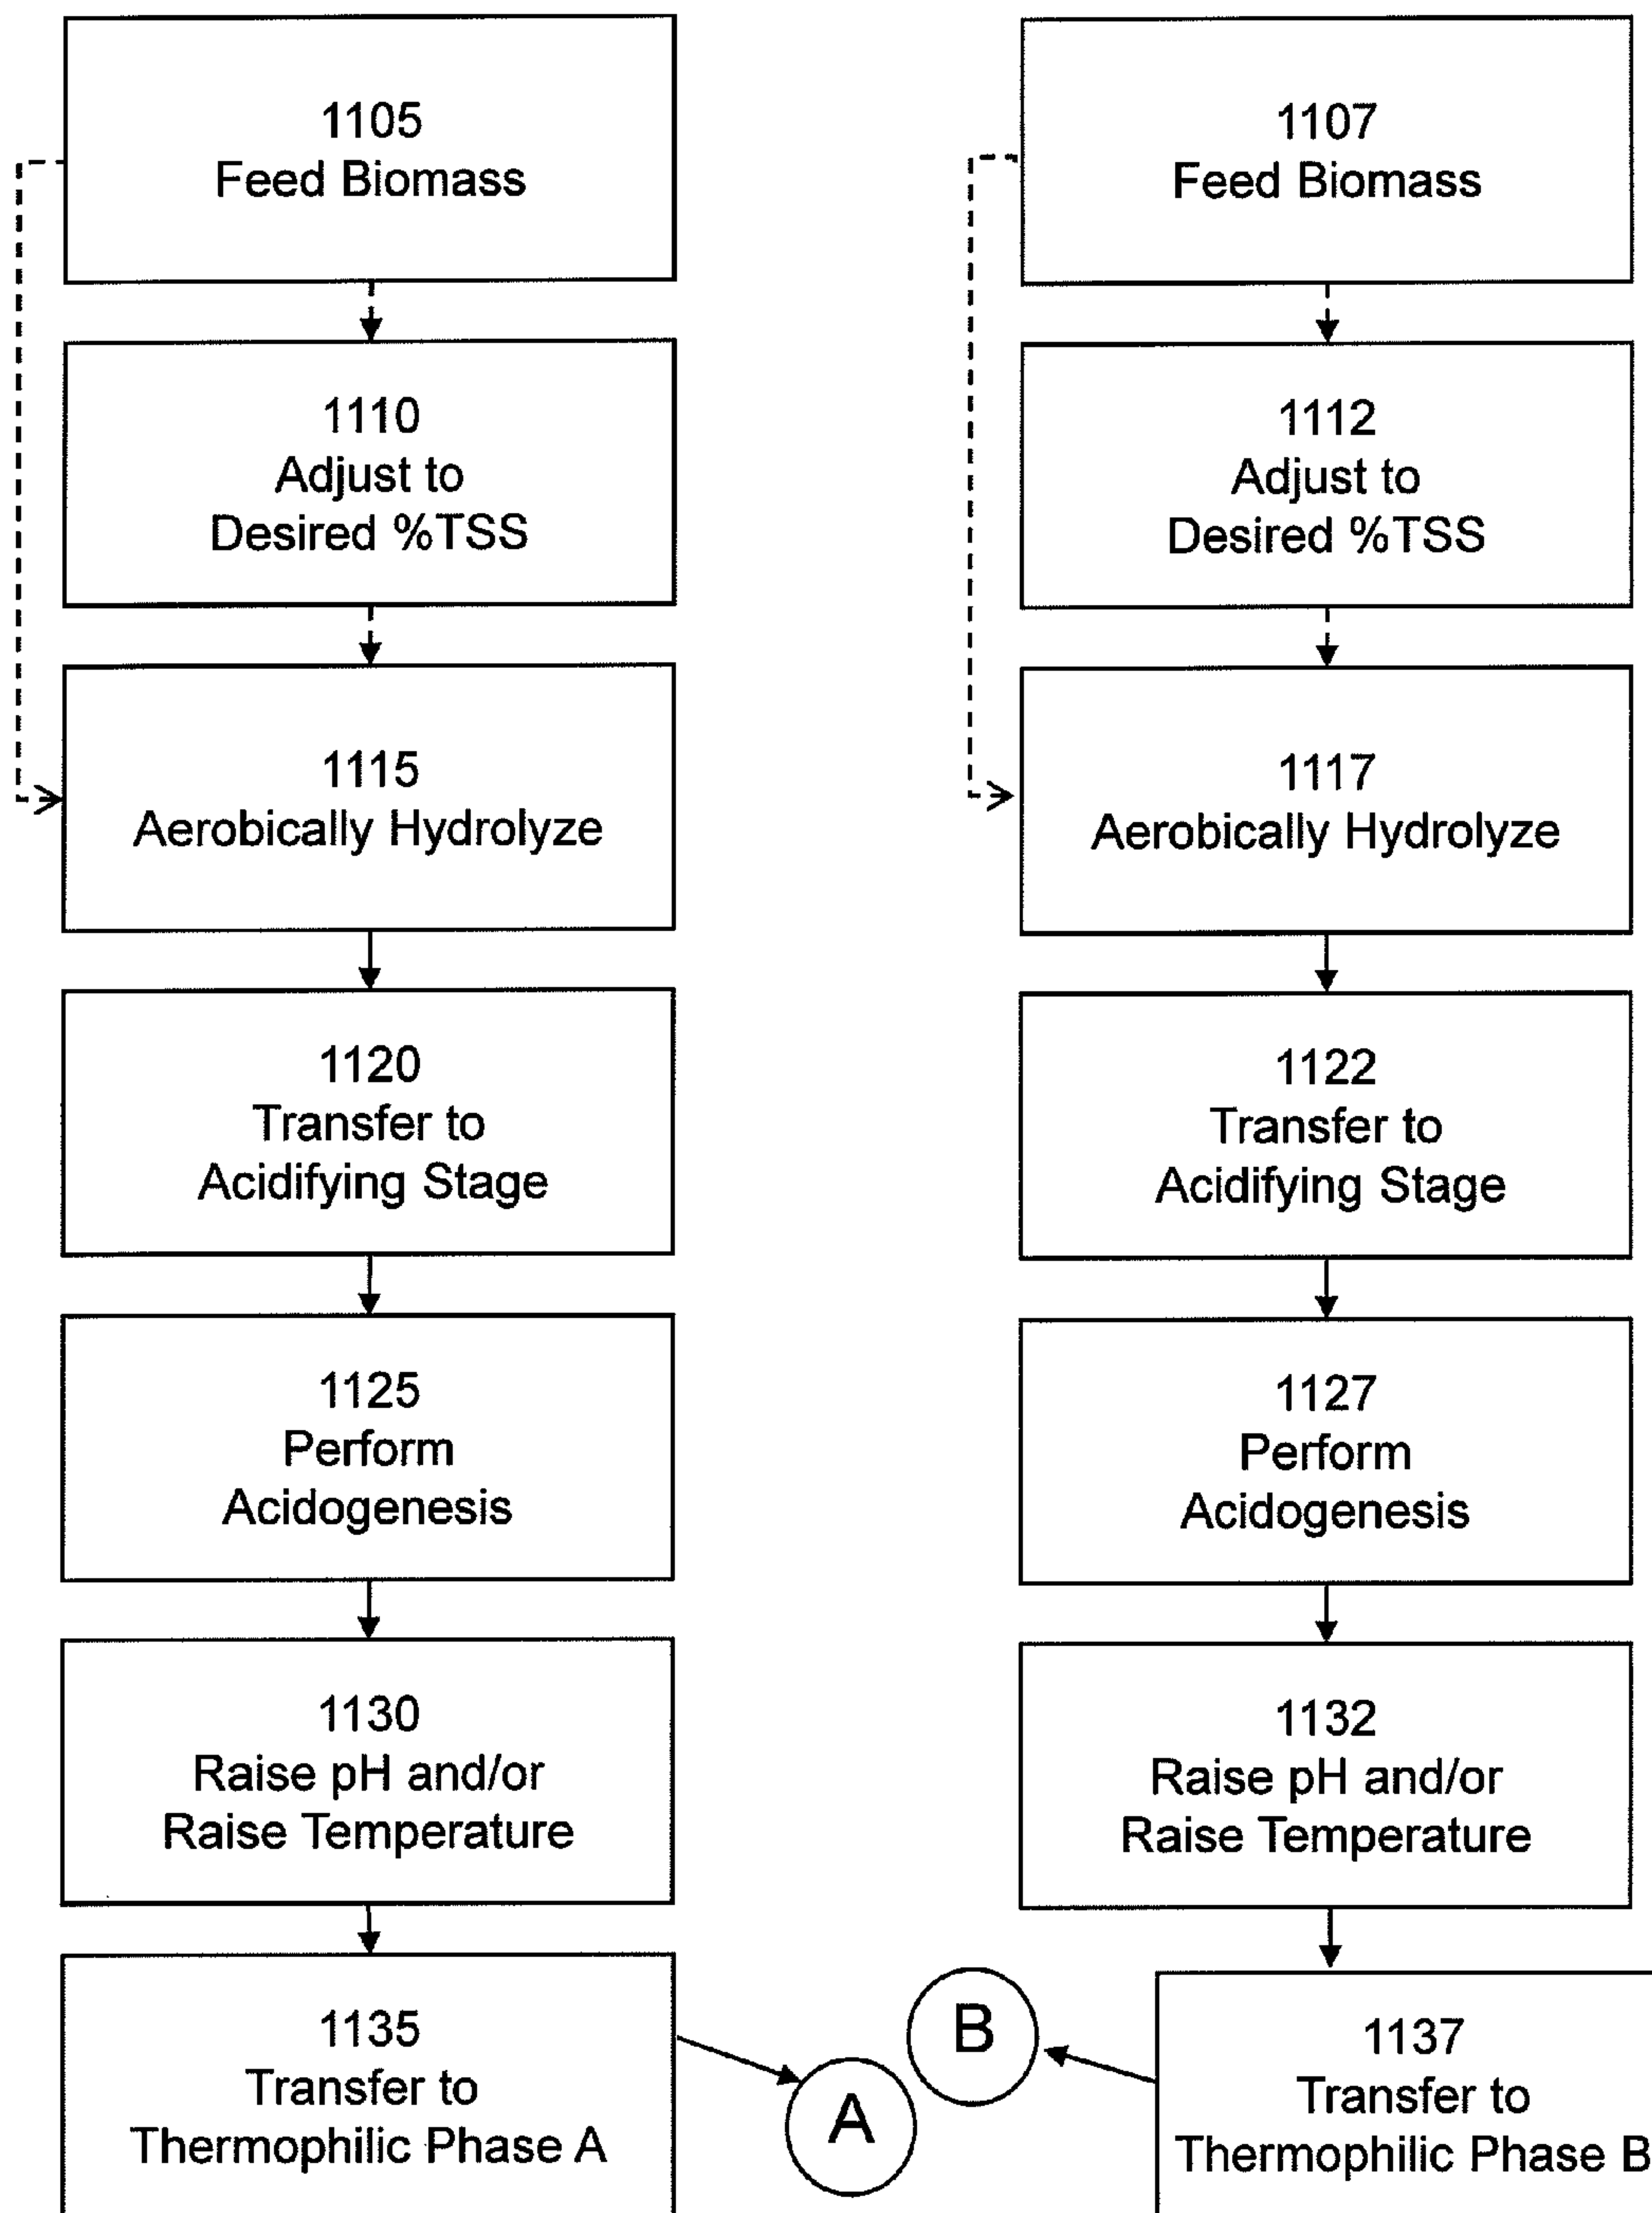 1105
Feed Biomass
1110
Adjust to
Desired %TSS
1115
Aerobically Hydrolyze
1120
Transfer to
Acidifying Stage
1125
Perform
Acidogenesis
1130
Raise pH and/or
Raise Temperature
1135
Transfer to
Thermophilic Phase A
A
1107
Feed Biomass
1112
Adjust to
Desired %TSS
1117
Aerobically Hydrolyze
1122
Transfer to
Acidifying Stage
1127
Perform
Acidogenesis
1132
Raise pH and/or
Raise Temperature
1137
Transfer to
Thermophilic Phase B
B